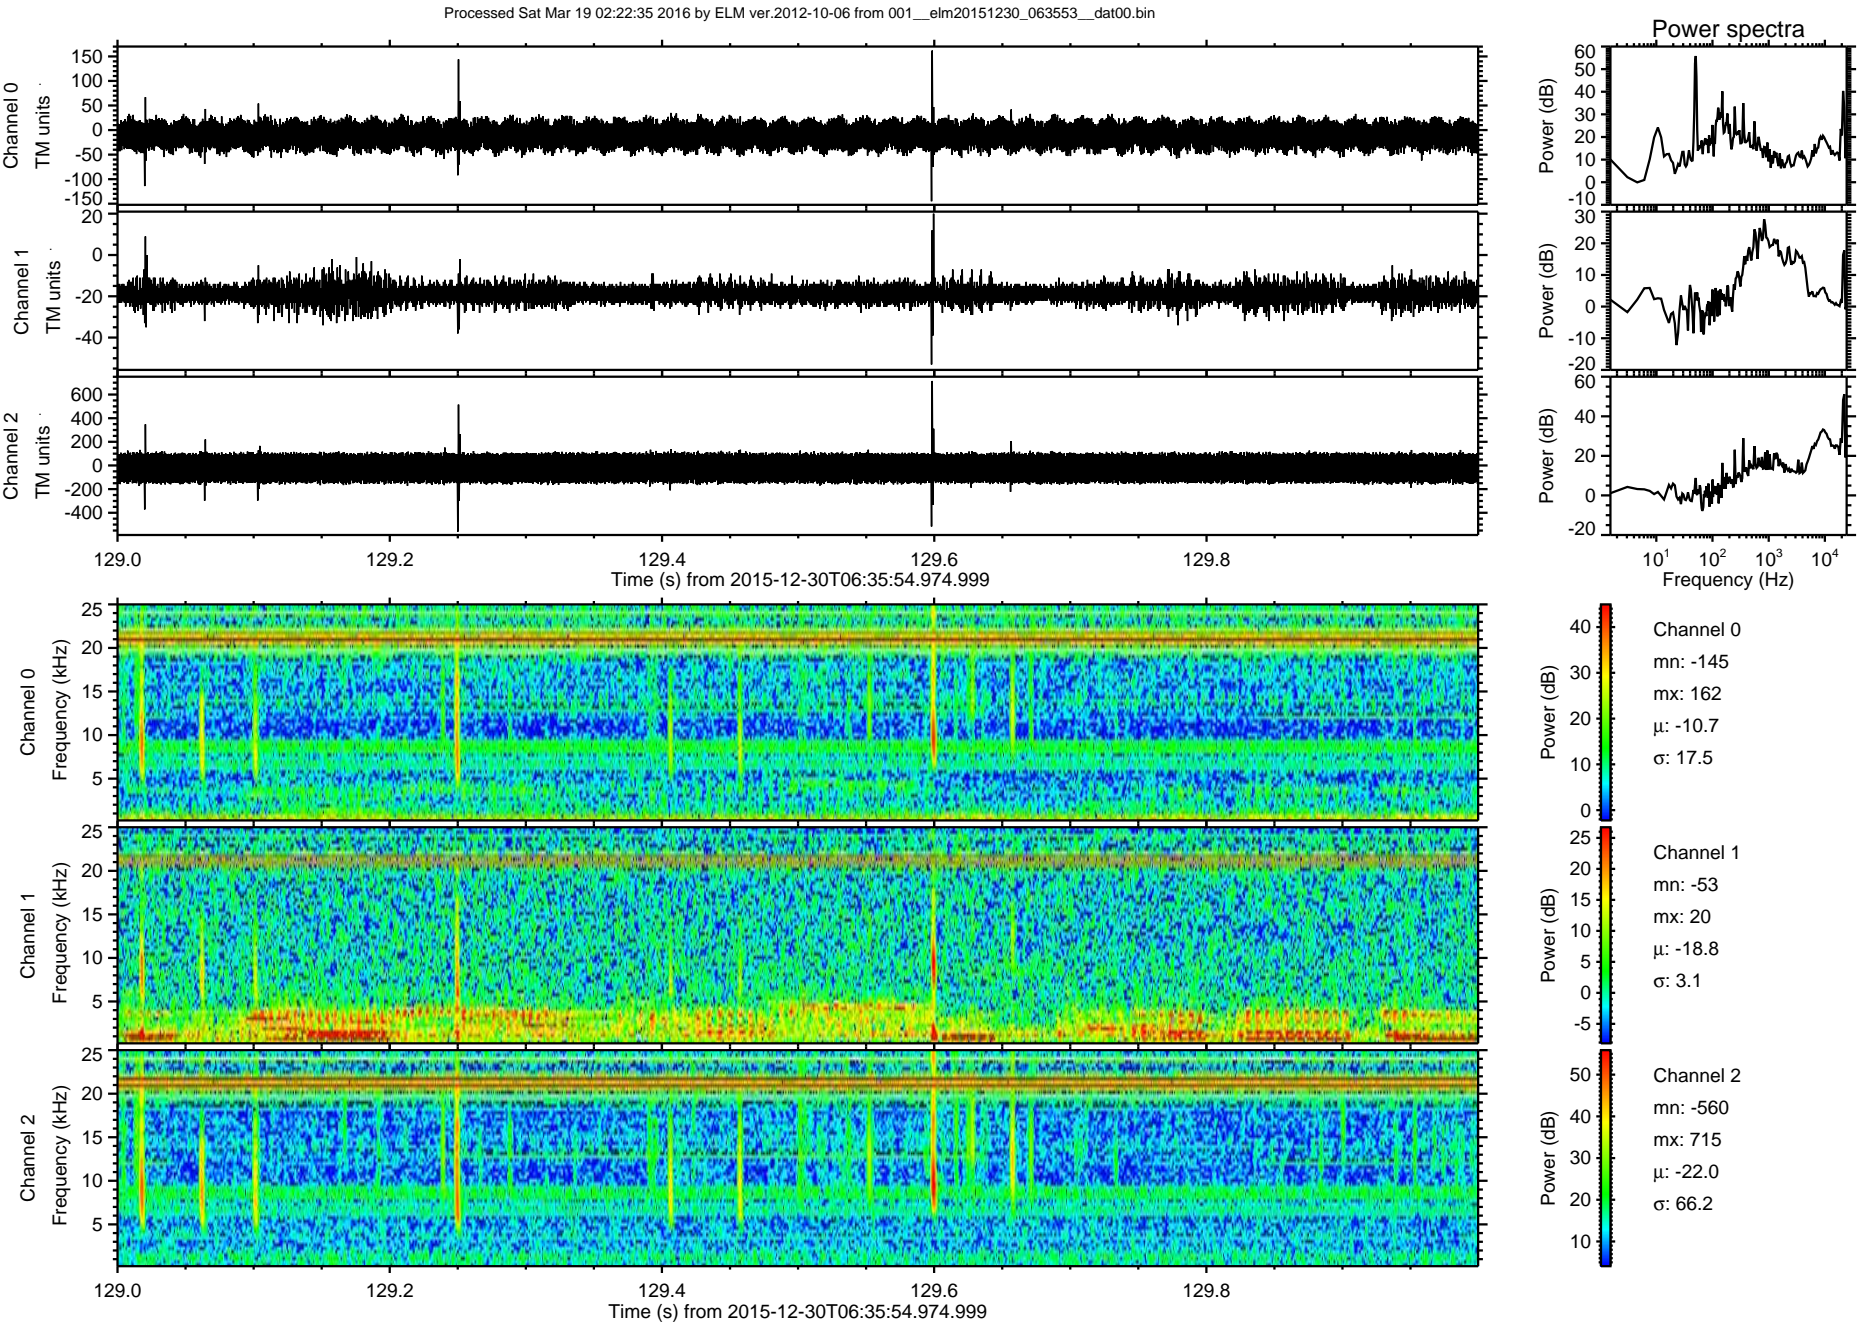 Processed Sat Mar 19 02:22:35 2016 by ELM ver.2012-10-06 from 001__elm20151230_063553__dat00.bin
Power spectra
Channel 0
TM units
150
100
50
0
-50
-100
-150
Power (dB)
60
50
40
30
20
10
0
-10
Channel 1
TM units
20
0
-20
-40
Power (dB)
30
20
10
0
-10
-20
Channel 2
TM units
600
400
200
0
-200
-400
Power (dB)
60
40
20
0
-20
129.0 129.2 129.4 129.6 129.8
Time (s) from 2015-12-30T06:35:54.974.999
10¹ 10² 10³ 10⁴
Frequency (Hz)
Channel 0
Frequency (kHz)
25
20
15
10
5
Power (dB)
40
30
20
10
0
Channel 0
mn: -145
mx: 162
μ: -10.7
σ: 17.5
Channel 1
Frequency (kHz)
25
20
15
10
5
Power (dB)
25
20
15
10
5
0
-5
Channel 1
mn: -53
mx: 20
μ: -18.8
σ: 3.1
Channel 2
Frequency (kHz)
25
20
15
10
5
Power (dB)
50
40
30
20
10
Channel 2
mn: -560
mx: 715
μ: -22.0
σ: 66.2
129.0 129.2 129.4 129.6 129.8
Time (s) from 2015-12-30T06:35:54.974.999